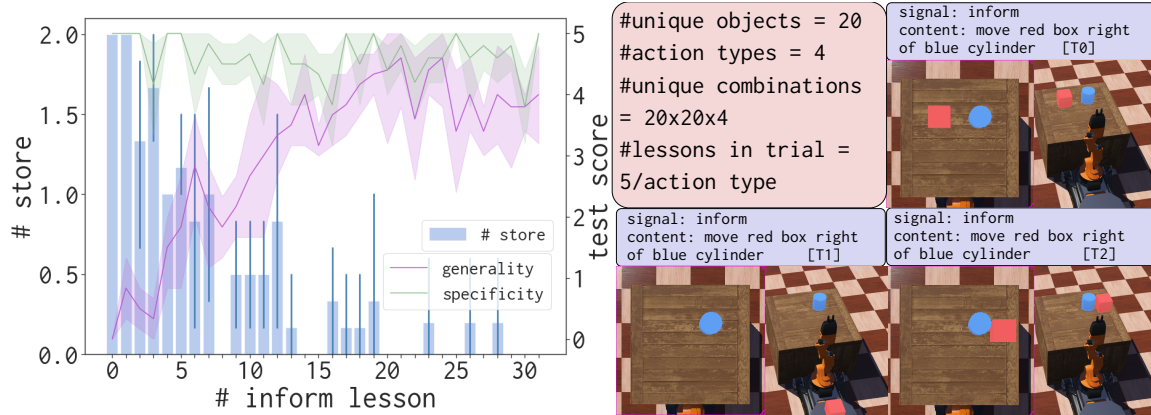 2.0
1.5
1.0
0.5
0.0
# store
0
5
10
15
20
25
30
# inform lesson
5
4
3
2
1
0
test score
# store
generality
specificity
#unique objects = 20
#action types = 4
#unique combinations
= 20x20x4
#lessons in trial =
5/action type
signal: inform
content: move red box right
of blue cylinder [T0]
signal: inform
content: move red box right
of blue cylinder [T1]
signal: inform
content: move red box right
of blue cylinder [T2]